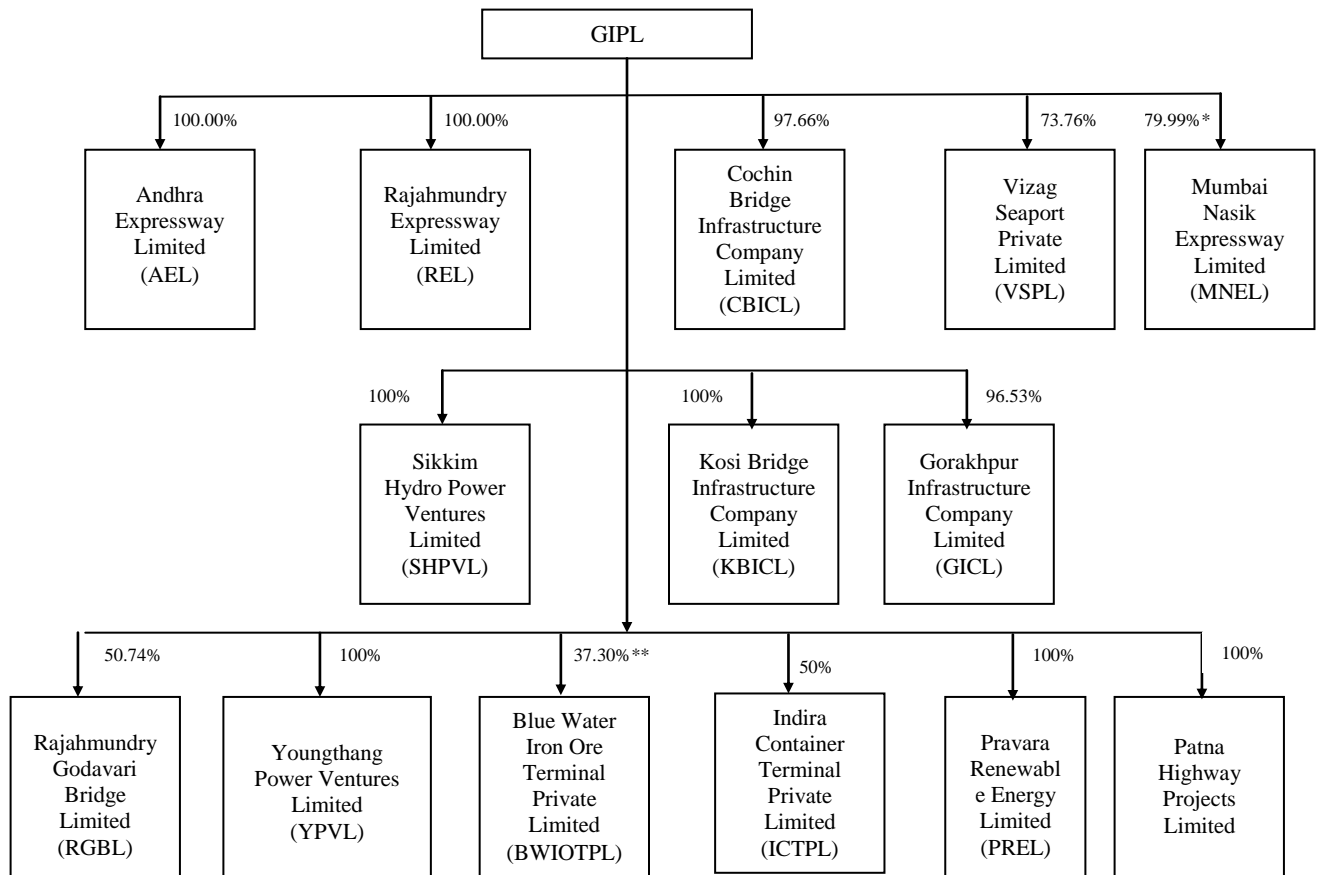 GIPL
100.00%
100.00%
97.66%
73.76%
79.99% *
Andhra
Expressway
Limited
(AEL)
Rajahmundry
Expressway
Limited
(REL)
Cochin
Bridge
Infrastructure
Company
Limited
(CBICL)
Vizag
Seaport
Private
Limited
(VSPL)
Mumbai
Nasik
Expressway
Limited
(MNEL)
100%
100%
96.53%
Sikkim
Hydro Power
Ventures
Limited
(SHPVL)
Kosi Bridge
Infrastructure
Company
Limited
(KBICL)
Gorakhpur
Infrastructure
Company
Limited
(GICL)
50.74%
100%
37.30% **
50%
100%
100%
Rajahmundry
Godavari
Bridge
Limited
(RGBL)
Youngthang
Power Ventures
Limited
(YPVL)
Blue Water
Iron Ore
Terminal
Private
Limited
(BWIOTPL)
Indira
Container
Terminal
Private
Limited
(ICTPL)
Pravara
Renewabl
e Energy
Limited
(PREL)
Patna
Highway
Projects
Limited